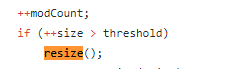 ++modCount;
if (++size > threshold)
resize();